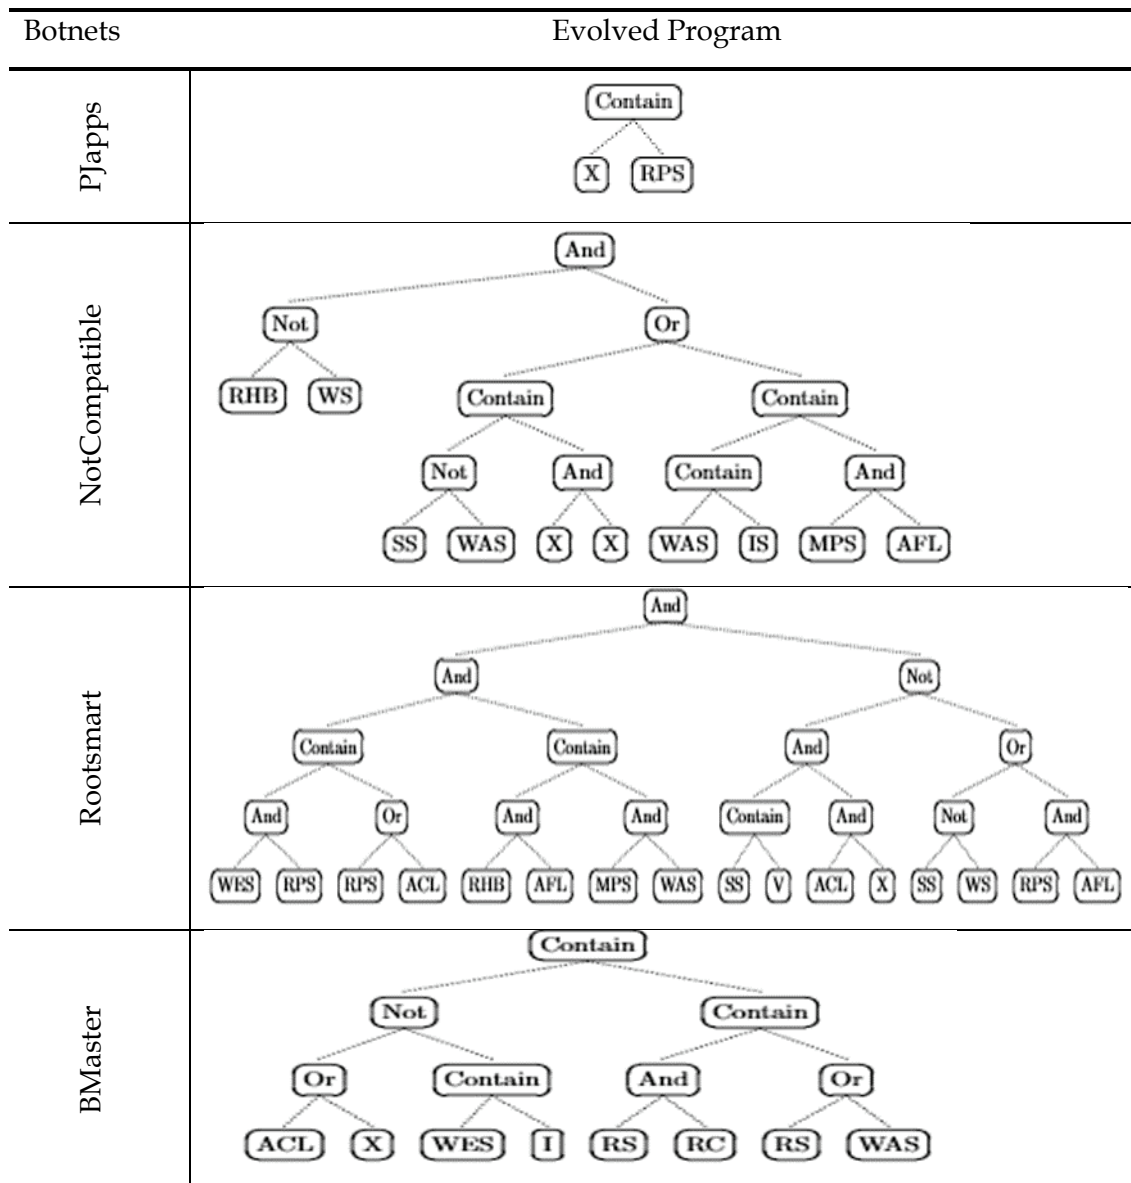 Botnets Evolved Program
PJapps
Contain
X RPS
NotCompatible
And
Not Or
RHB WS Contain Contain
Not And Contain And
SS WAS X X WAS IS MPS AFL
Rootsmart
And
And Not
Contain Contain And Or
And Or And And Contain And Not And
WES RPS RPS ACL RHB AFL MPS WAS SS V ACL X SS WS RPS AFL
BMaster
Contain
Not Contain
Or Contain And Or
ACL X WES I RS RC RS WAS